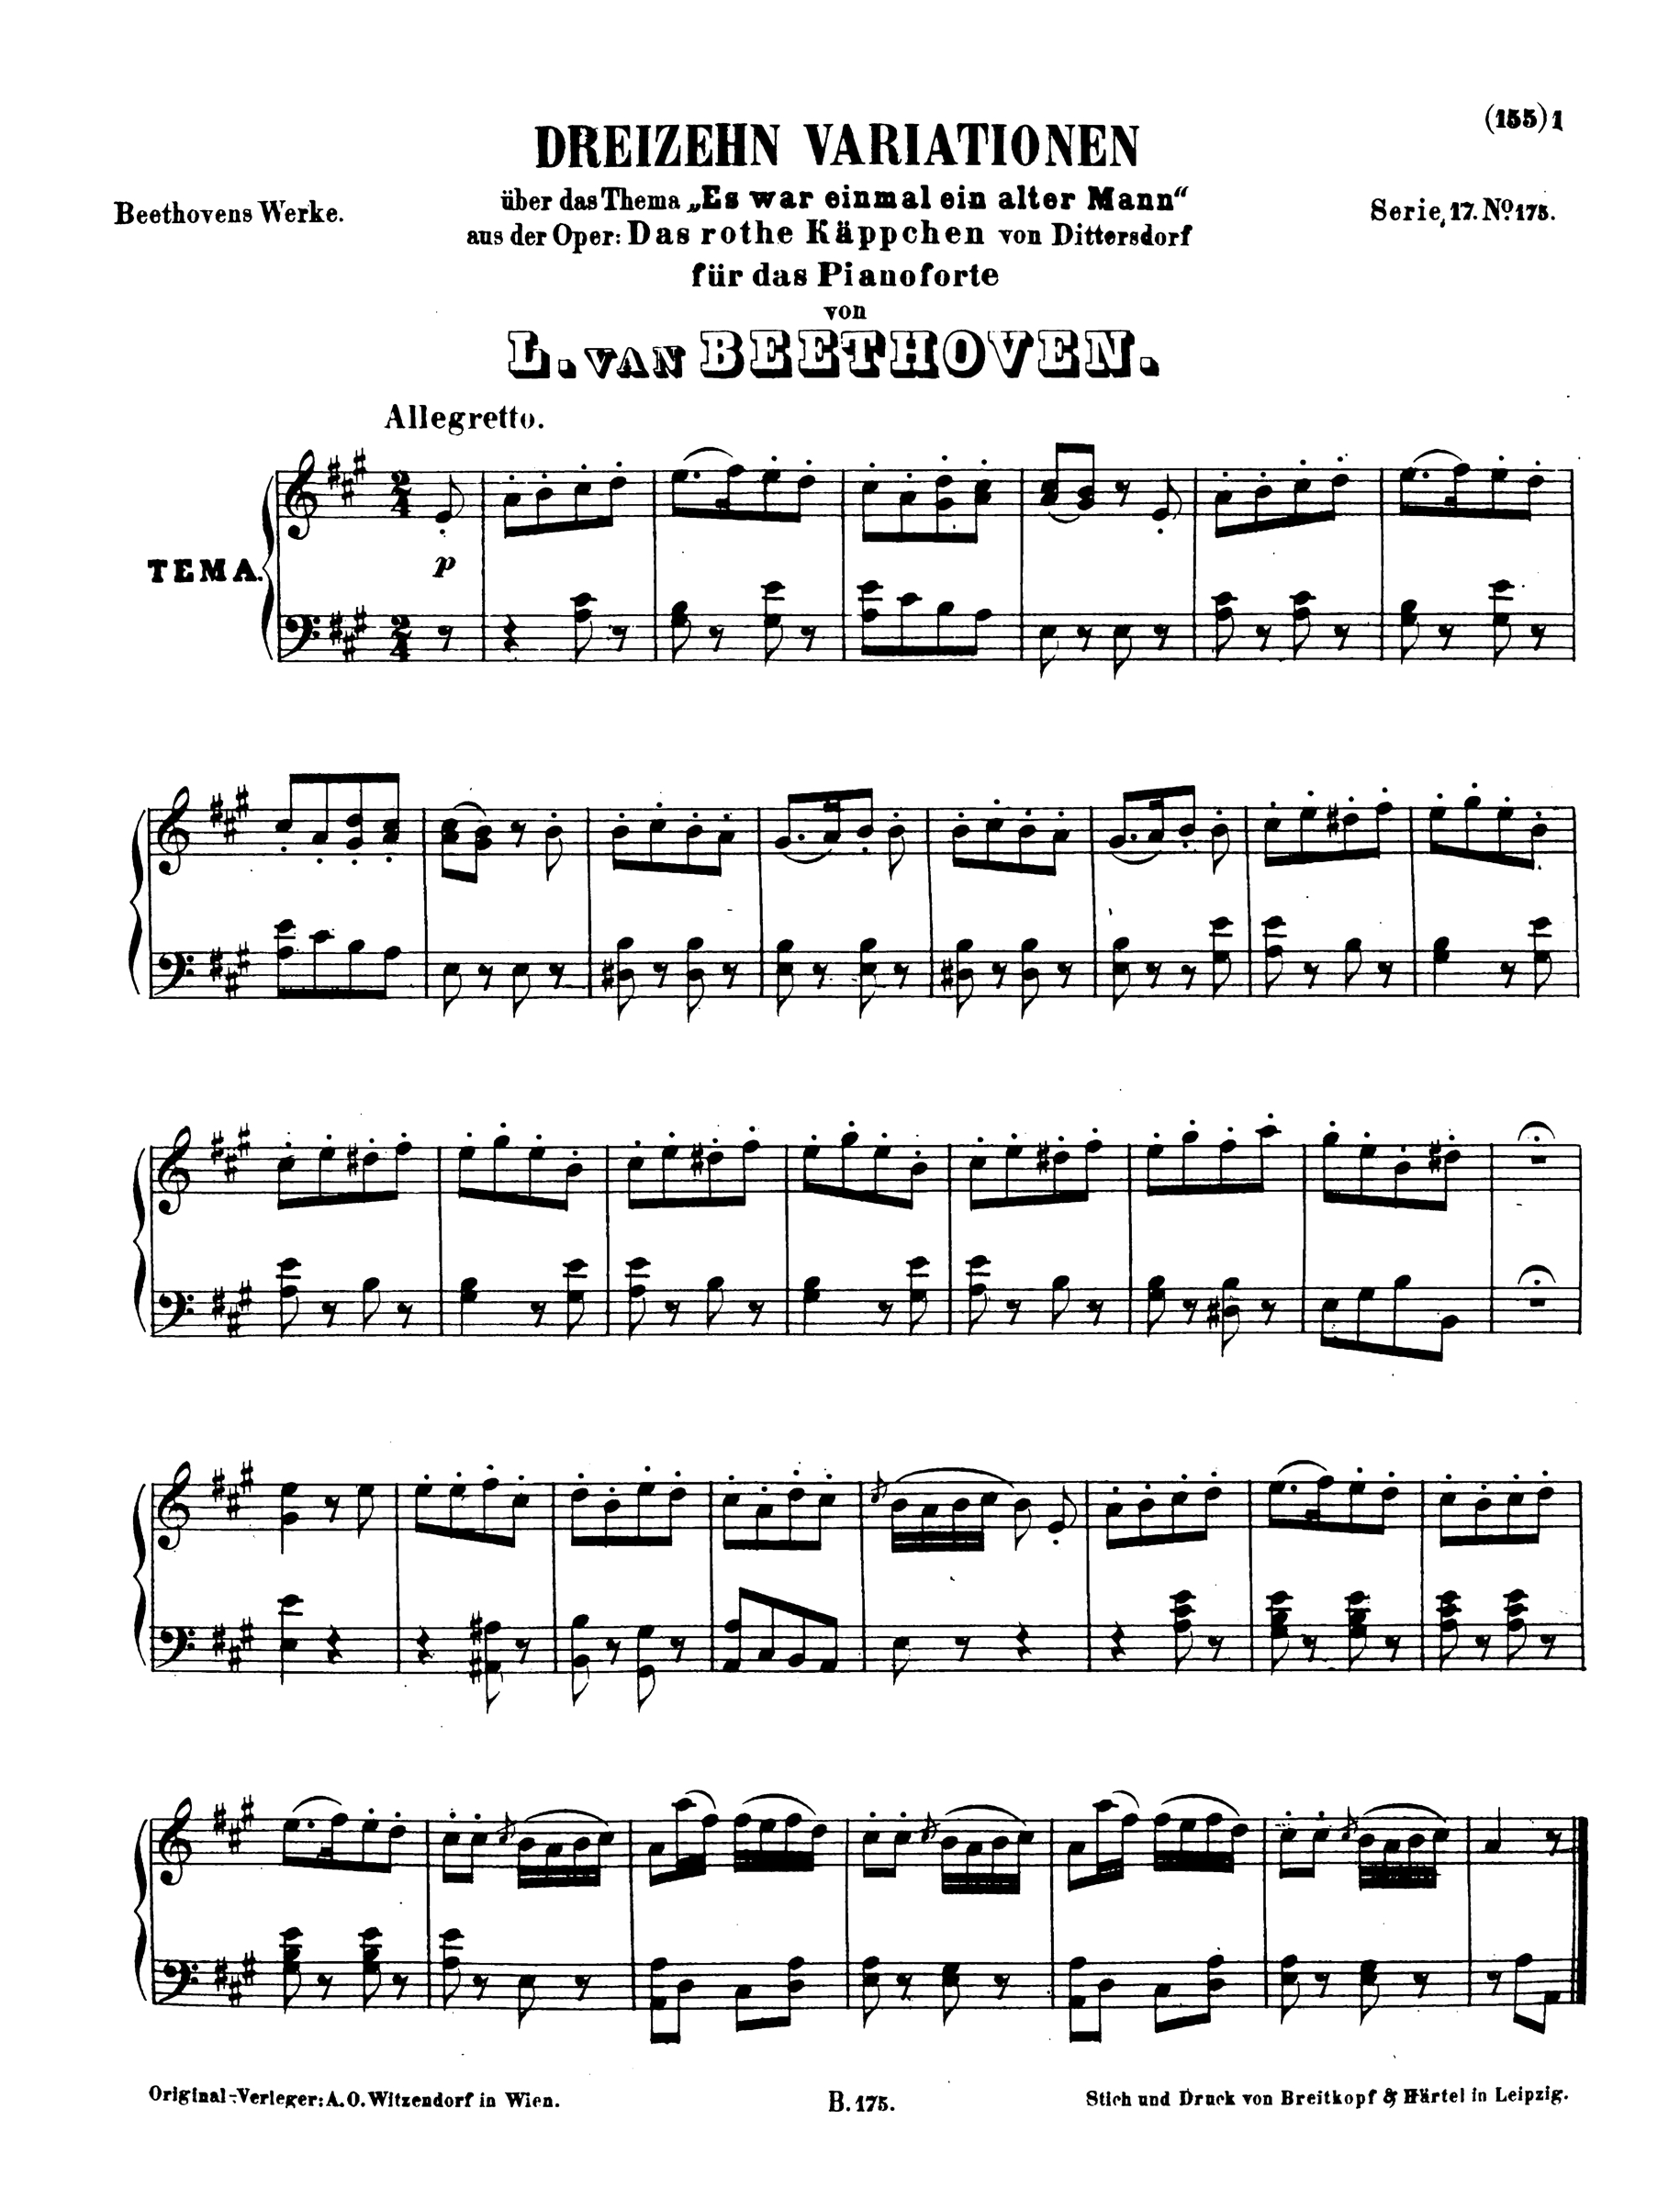 (155) 1
DREIZEHN VARIATIONEN
Beethovens Werke.
über das Thema „Es war einmal ein alter Mann“
Serie, 17. No. 175.
aus der Oper: Das rothe Käppchen von Dittersdorf
für das Pianoforte
von
L. VAN BEETHOVEN.
Allegretto.
TEMA.
p
Original-Verleger: A. O. Witzendorf in Wien.
B. 175.
Stich und Druck von Breitkopf & Härtel in Leipzig.